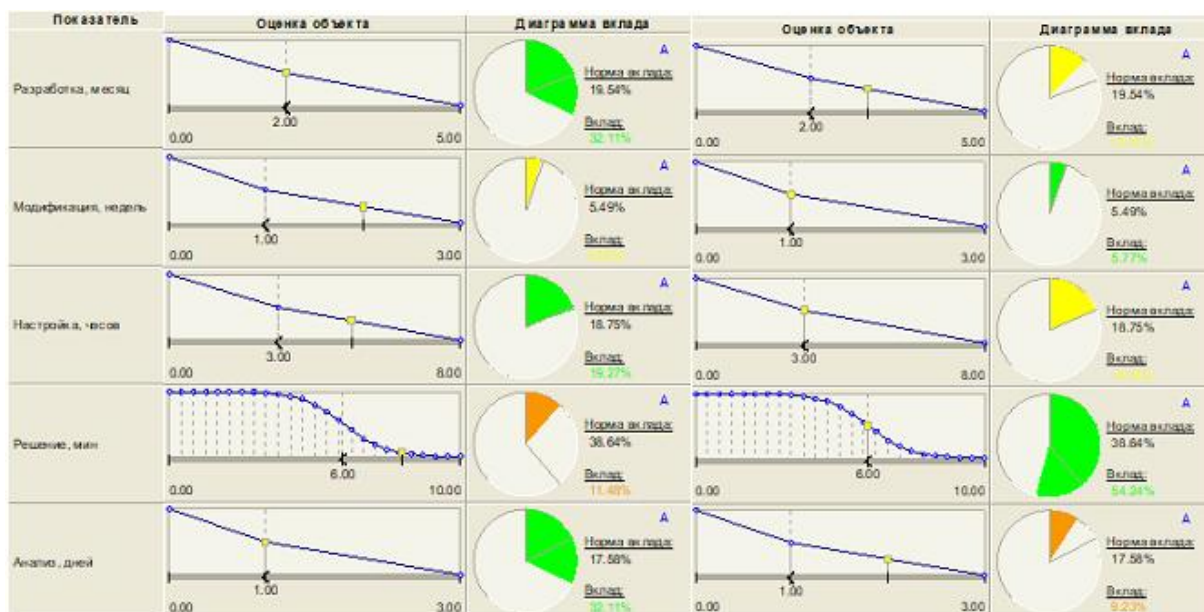 Показатель Оценка объекта Диаграмма вклада Оценка объекта Диаграмма вклада
Разработка, месяц
2.00
0.00 5.00
A
Норма вклада:
19.54%
Вклад:
32.11%
2.00
0.00 5.00
A
Норма вклада:
19.54%
Вклад:
Модификация, недель
1.00
0.00 3.00
A
Норма вклада:
5.49%
Вклад:
1.00
0.00 3.00
A
Норма вклада:
5.49%
Вклад:
5.77%
Настройка, часов
3.00
0.00 8.00
A
Норма вклада:
18.75%
Вклад:
19.27%
3.00
0.00 8.00
A
Норма вклада:
18.75%
Вклад:
Решение, мин
6.00
0.00 10.00
A
Норма вклада:
38.64%
Вклад:
11.48%
6.00
0.00 10.00
A
Норма вклада:
38.64%
Вклад:
54.24%
Анализ, дней
1.00
0.00 3.00
A
Норма вклада:
17.58%
Вклад:
32.11%
1.00
0.00 3.00
A
Норма вклада:
17.58%
Вклад:
9.23%